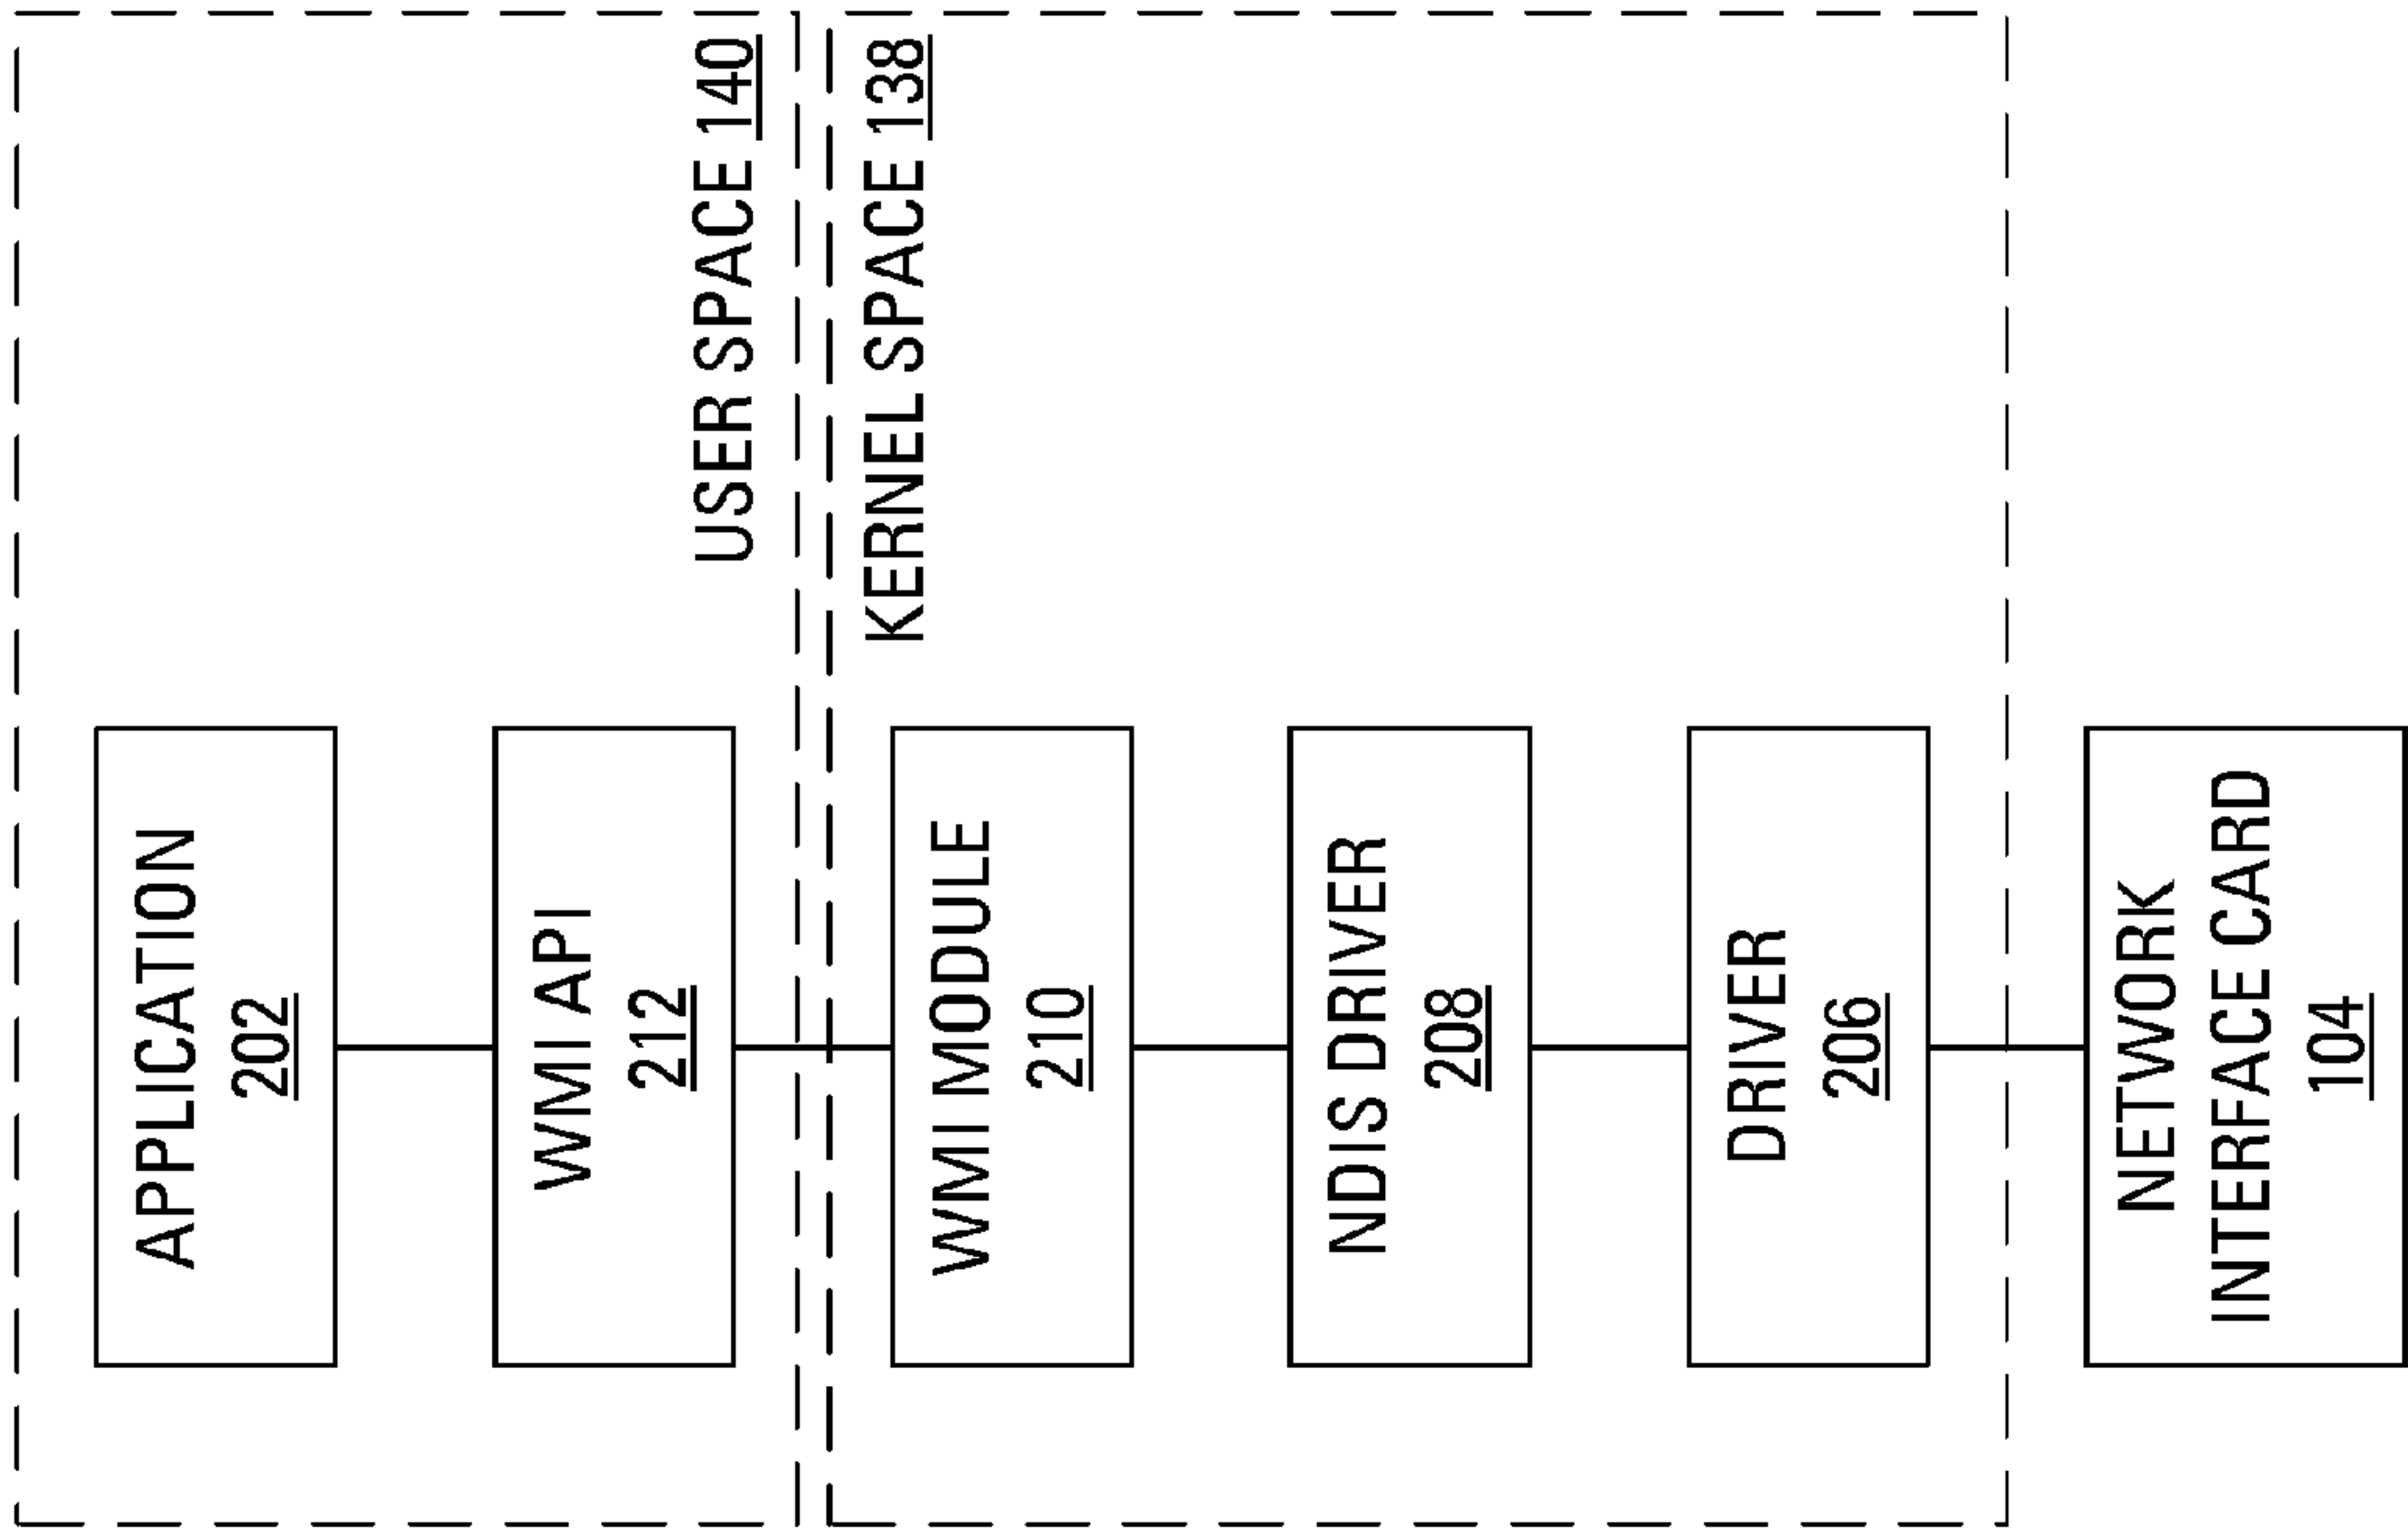 APPLICATION
202
WMI API
212
USER SPACE 140
KERNEL SPACE 138
WMI MODULE
210
NDIS DRIVER
208
DRIVER
206
NETWORK
INTERFACE CARD
104